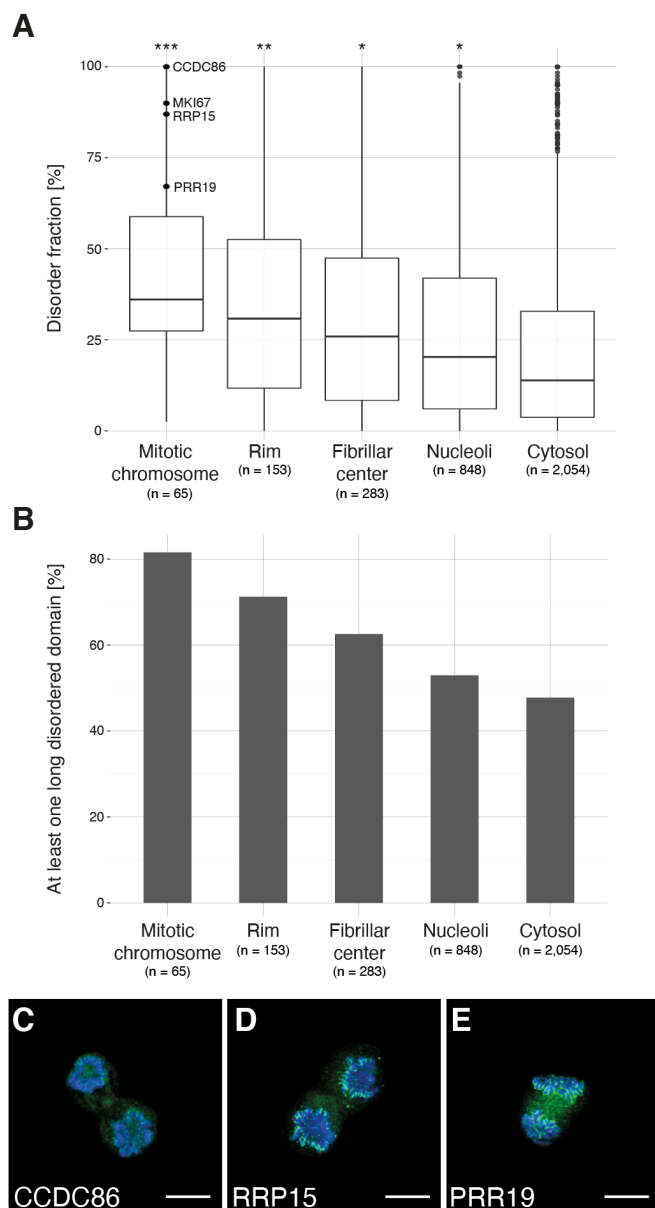 A
*** ** * *
Disorder fraction [%]
100
CCDC86
MKI67
RRP15
75
PRR19
50
25
0
Mitotic chromosome (n = 65)
Rim (n = 153)
Fibrillar center (n = 283)
Nucleoli (n = 848)
Cytosol (n = 2,054)
B
At least one long disordered domain [%]
80
60
40
20
0
Mitotic chromosome (n = 65)
Rim (n = 153)
Fibrillar center (n = 283)
Nucleoli (n = 848)
Cytosol (n = 2,054)
C
CCDC86
D
RRP15
E
PRR19